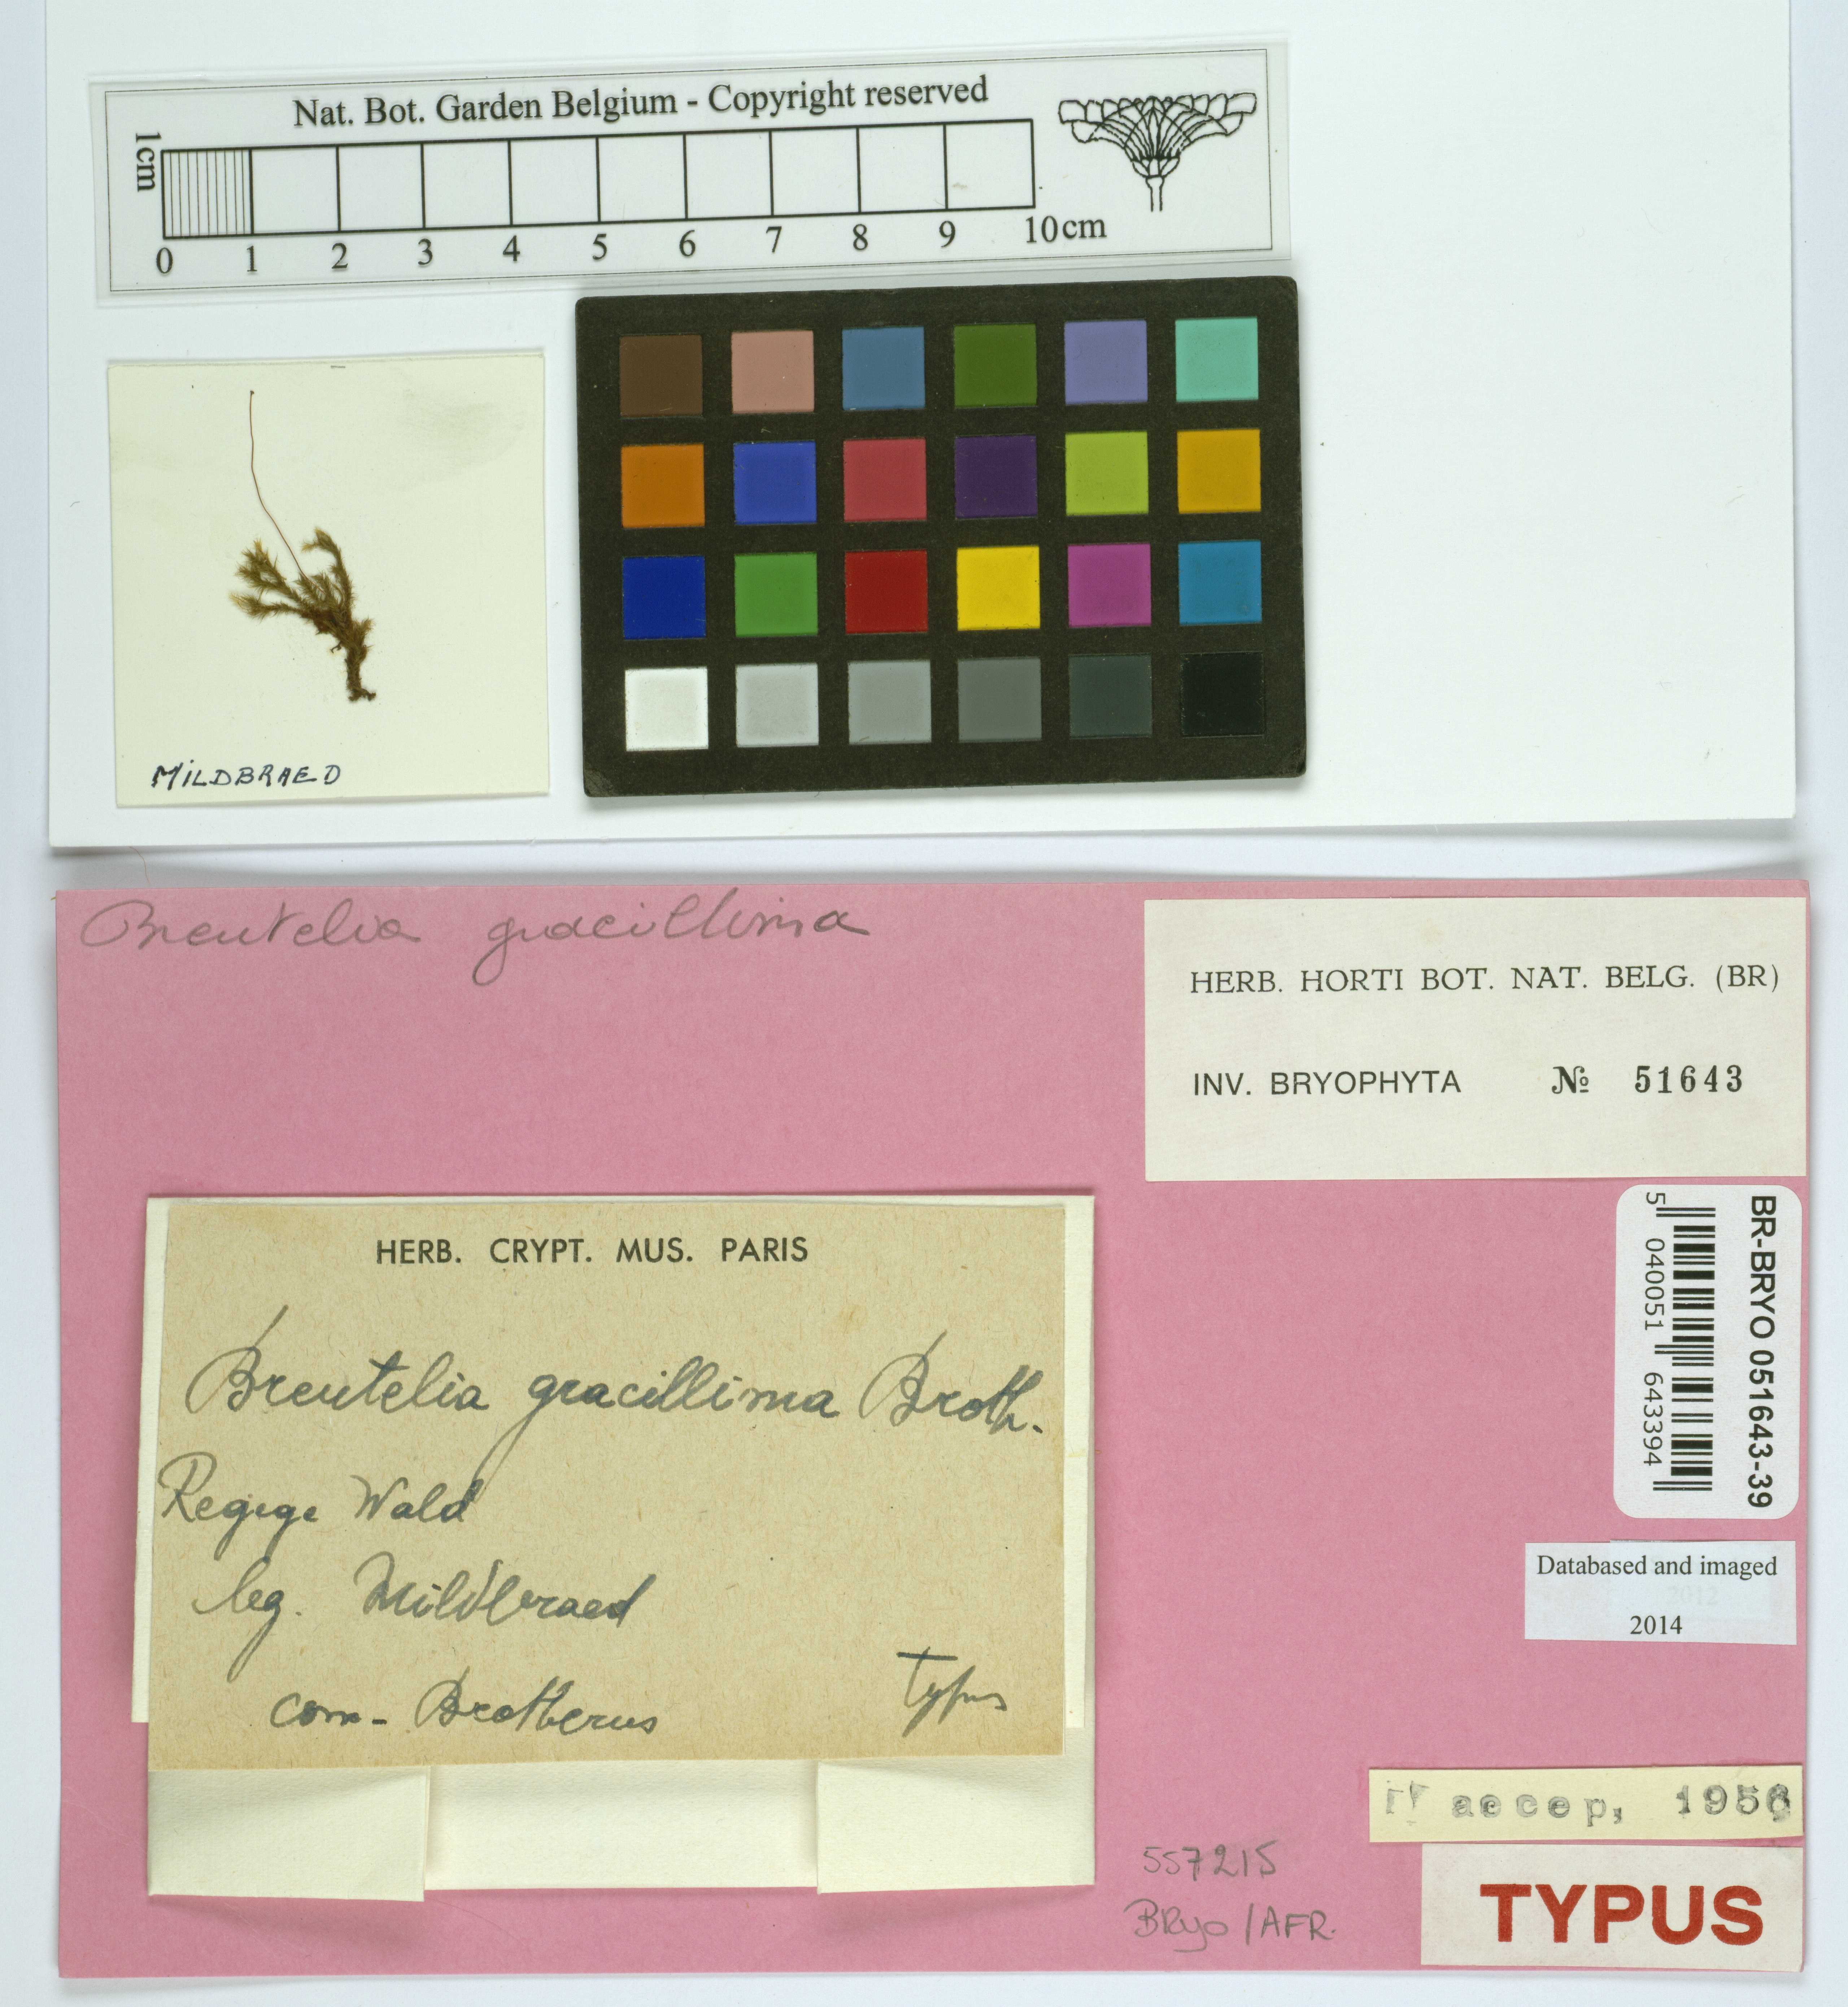 Nat. Bot. Garden Belgium - Copyright reserved
1cm
0 1 2 3 4 5 6 7 8 9 10cm
MILDBRAED
Breutelia gracillima
HERB. HORTI BOT. NAT. BELG. (BR)
INV. BRYOPHYTA № 51643
HERB. CRYPT. MUS. PARIS
Breutelia gracillima Broth.
Regege Wald
leg. Mildbraed
com- Brotherus
Typus
BR-BRYO 051643-39
5 040051 643394
Databased and imaged
2012
2014
accep, 1956
557215
BRyo/AFR.
TYPUS